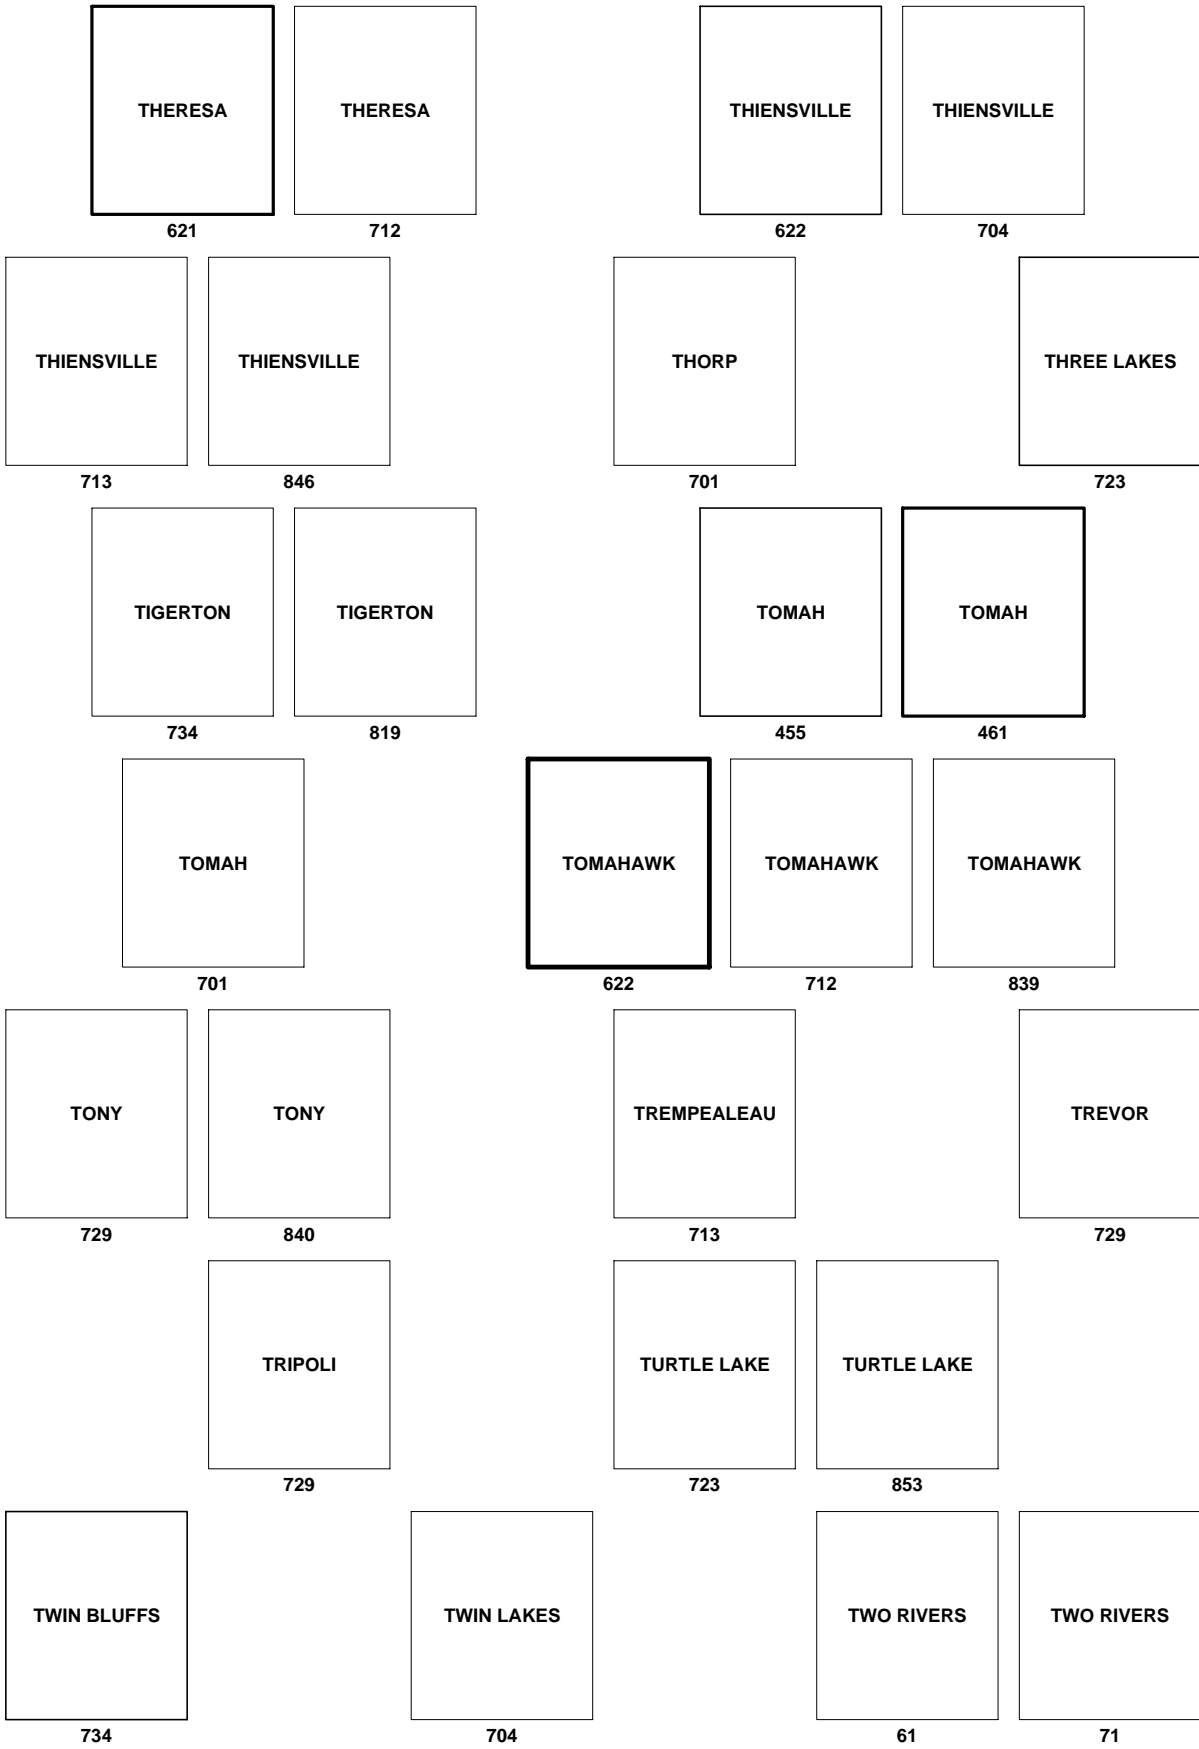 THERESA THERESA THIENSVILLE THIENSVILLE
621 712 622 704
THIENSVILLE THIENSVILLE THORP THREE LAKES
713 846 701 723
TIGERTON TIGERTON TOMAH TOMAH
734 819 455 461
TOMAH TOMAHAWK TOMAHAWK TOMAHAWK
701 622 712 839
TONY TONY TREMPEALEAU TREVOR
729 840 713 729
TRIPOLI TURTLE LAKE TURTLE LAKE
729 723 853
TWIN BLUFFS TWIN LAKES TWO RIVERS TWO RIVERS
734 704 61 71